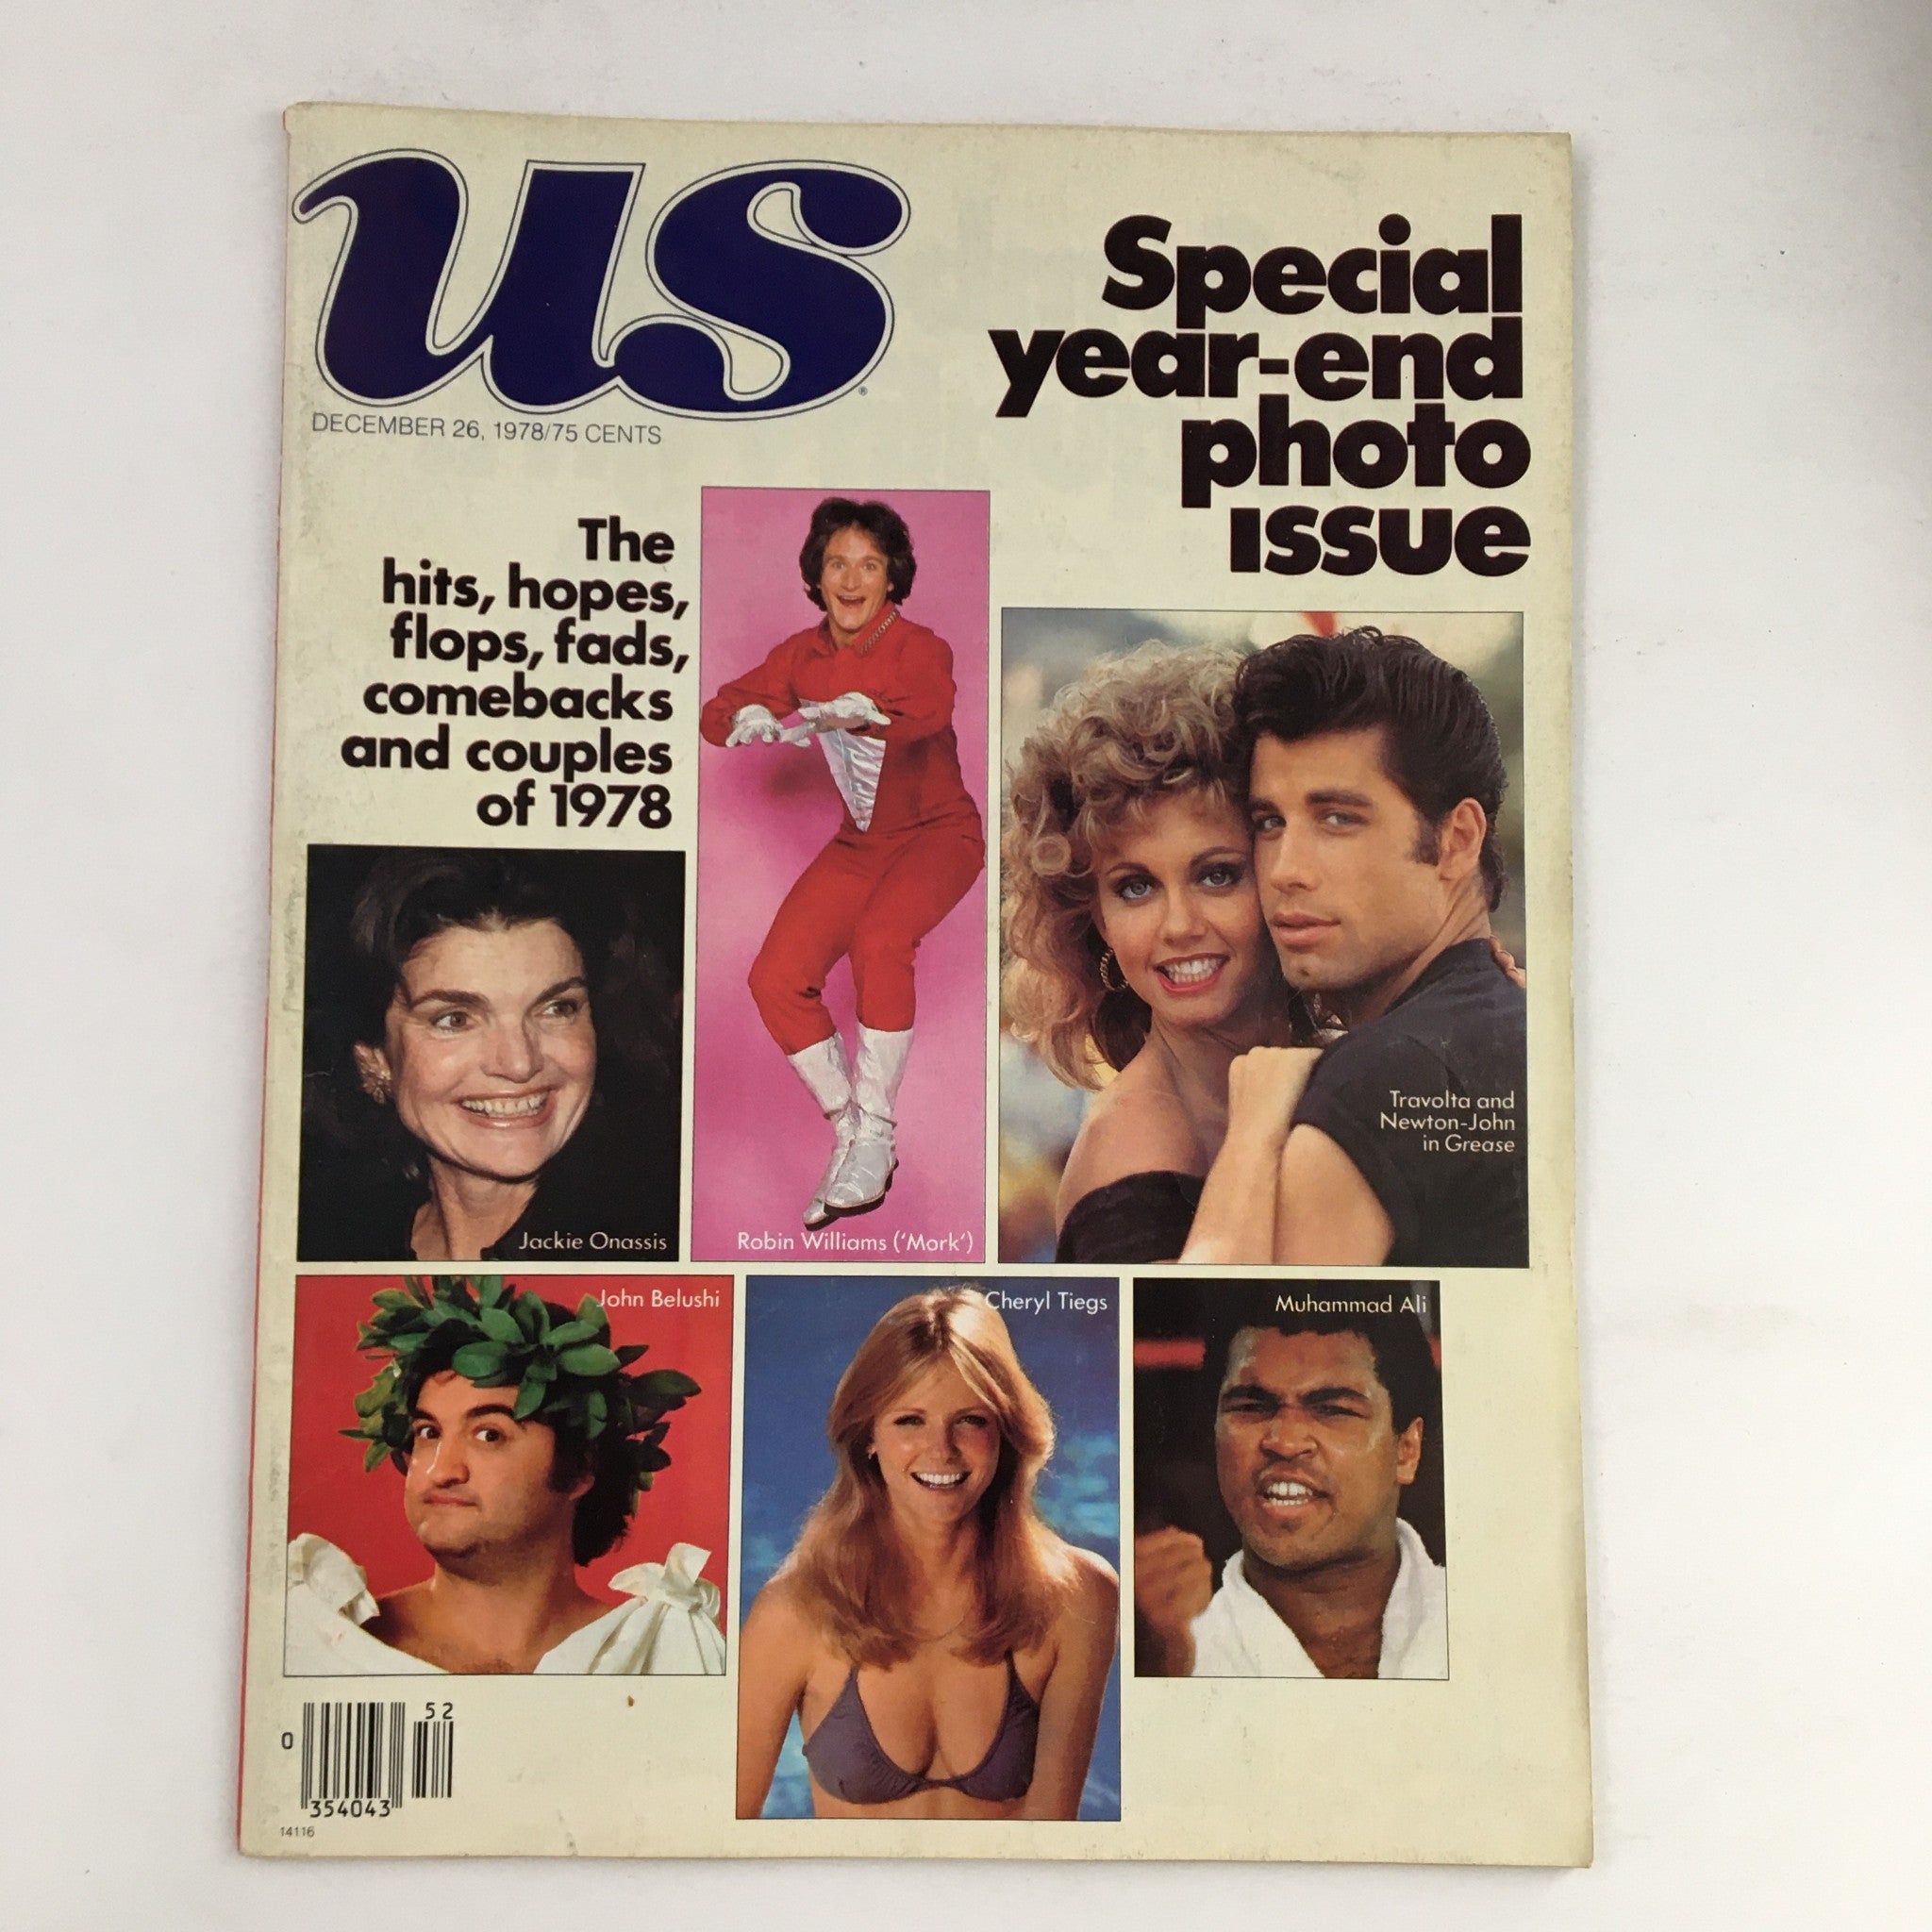 us®
DECEMBER 26, 1978/75 CENTS
Special
year-end
photo
issue
The
hits, hopes,
flops, fads,
comebacks
and couples
of 1978
Jackie Onassis
Robin Williams ('Mork')
Travolta and
Newton-John
in Grease
John Belushi
Cheryl Tiegs
Muhammad Ali
52
0
354043
14116